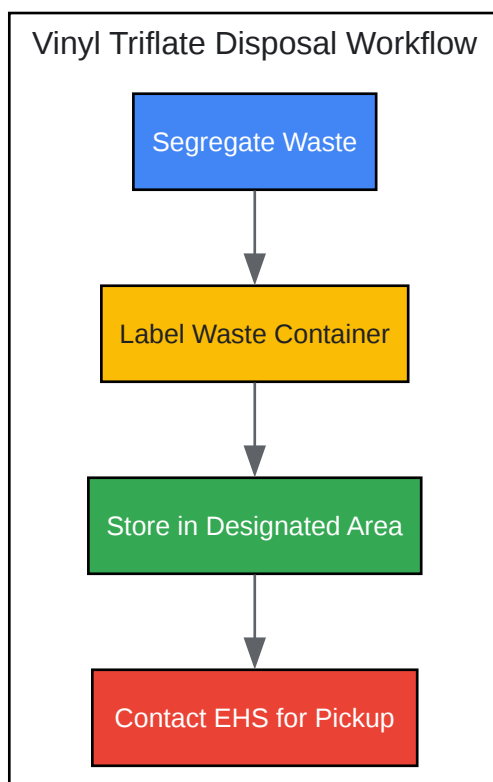 Vinyl Triflate Disposal Workflow
Segregate Waste
Label Waste Container
Store in Designated Area
Contact EHS for Pickup